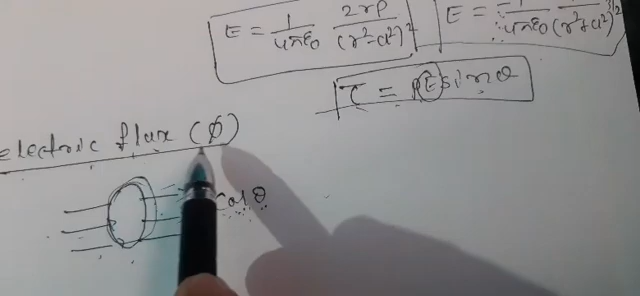 E = 1/4πε0 2rP/(r²-a²)²
E = 1/4πε0 (r²+a²)^3/2
τ = PE sinθ
electric flux (φ)
cosθ